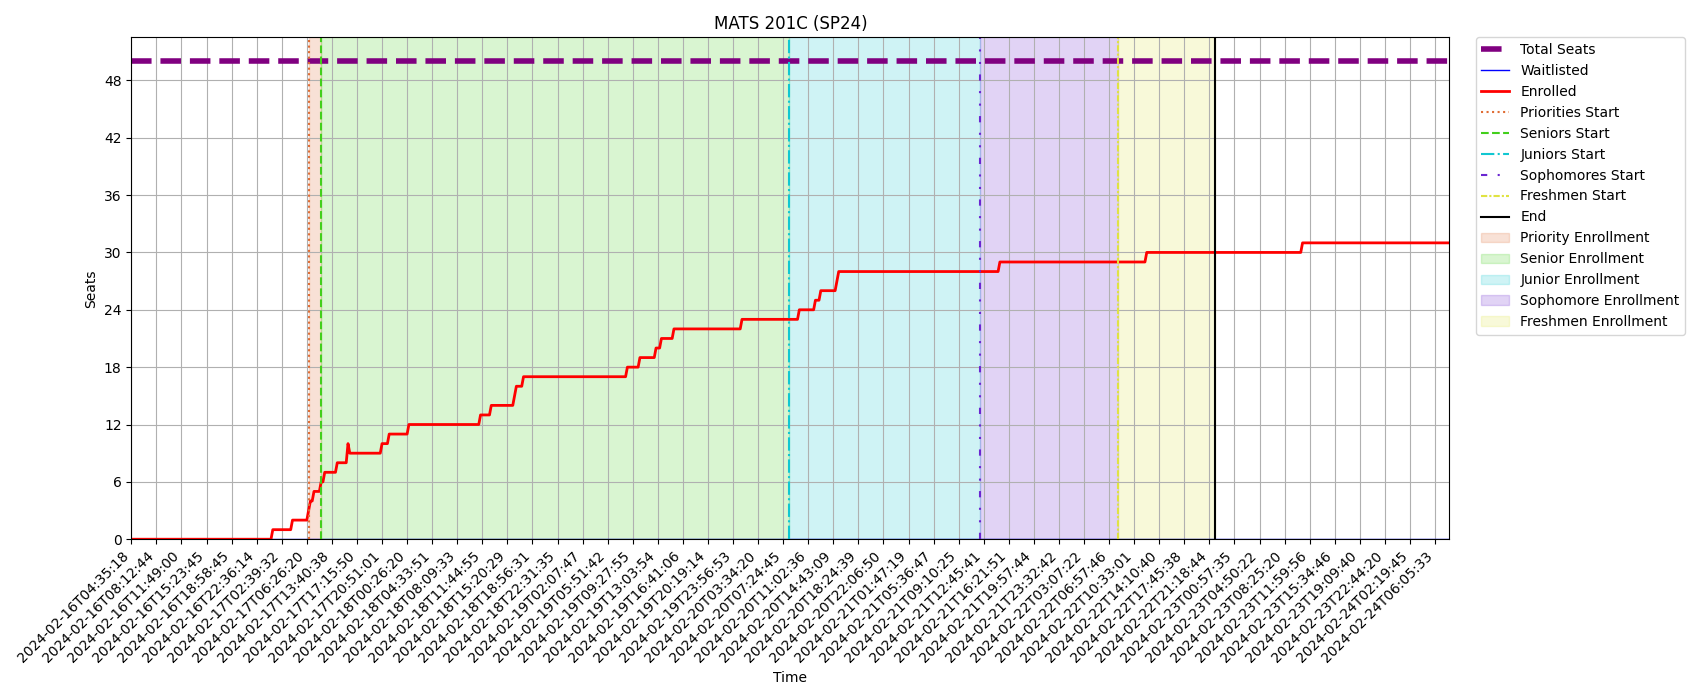 MATS 201C (SP24)
Total Seats
Waitlisted
Enrolled
Priorities Start
Seniors Start
Juniors Start
Sophomores Start
Freshmen Start
End
Priority Enrollment
Senior Enrollment
Junior Enrollment
Sophomore Enrollment
Freshmen Enrollment
Seats
48
42
36
30
24
18
12
6
0
2024-02-16T04:35:18
2024-02-16T08:12:44
2024-02-16T11:49:00
2024-02-16T15:23:45
2024-02-16T18:58:45
2024-02-16T22:36:14
2024-02-17T02:39:32
2024-02-17T06:26:20
2024-02-17T13:40:38
2024-02-17T17:15:50
2024-02-17T20:51:01
2024-02-18T00:26:20
2024-02-18T04:33:51
2024-02-18T08:09:33
2024-02-18T11:44:55
2024-02-18T15:20:29
2024-02-18T18:56:31
2024-02-18T22:31:35
2024-02-19T02:07:47
2024-02-19T05:51:42
2024-02-19T09:27:55
2024-02-19T13:03:54
2024-02-19T16:41:06
2024-02-19T20:19:14
2024-02-19T23:56:53
2024-02-20T03:34:20
2024-02-20T07:24:45
2024-02-20T11:02:36
2024-02-20T14:43:09
2024-02-20T18:24:39
2024-02-20T22:06:50
2024-02-21T01:47:19
2024-02-21T05:36:47
2024-02-21T09:10:25
2024-02-21T12:45:41
2024-02-21T16:21:51
2024-02-21T19:57:44
2024-02-21T23:32:42
2024-02-22T03:07:22
2024-02-22T06:57:46
2024-02-22T10:33:01
2024-02-22T14:10:40
2024-02-22T17:45:38
2024-02-22T21:18:44
2024-02-23T00:57:35
2024-02-23T04:50:22
2024-02-23T08:25:20
2024-02-23T11:59:56
2024-02-23T15:34:46
2024-02-23T19:09:40
2024-02-23T22:44:20
2024-02-24T02:19:45
2024-02-24T06:05:33
Time